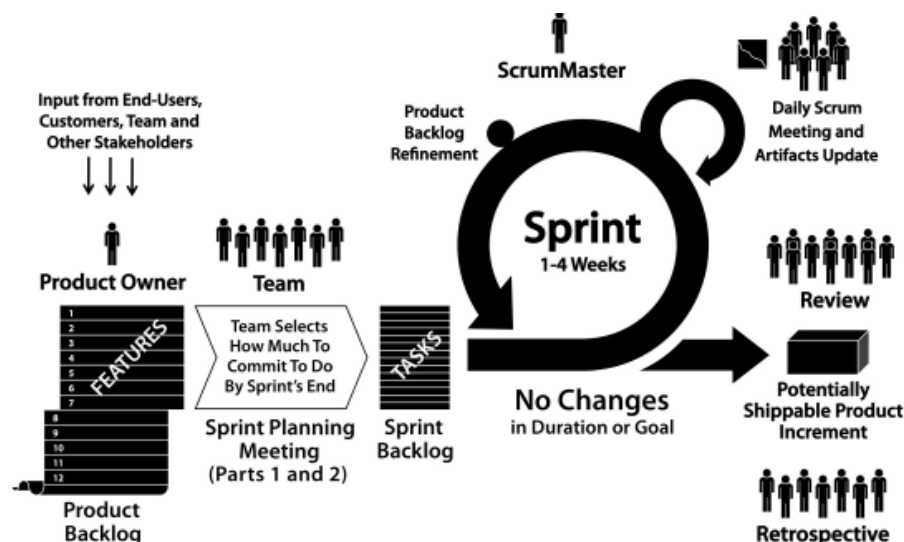 Input from End-Users,
Customers, Team and
Other Stakeholders
Product Owner
1
2
3
4
5
6
7
FEATURES
8
9
10
11
12
Product
Backlog
Team
Team Selects
How Much To
Commit To Do
By Sprint's End
Sprint Planning
Meeting
(Parts 1 and 2)
TASKS
Sprint
Backlog
ScrumMaster
Product
Backlog
Refinement
Sprint
1-4 Weeks
No Changes
in Duration or Goal
Daily Scrum
Meeting and
Artifacts Update
Review
Potentially
Shippable Product
Increment
Retrospective